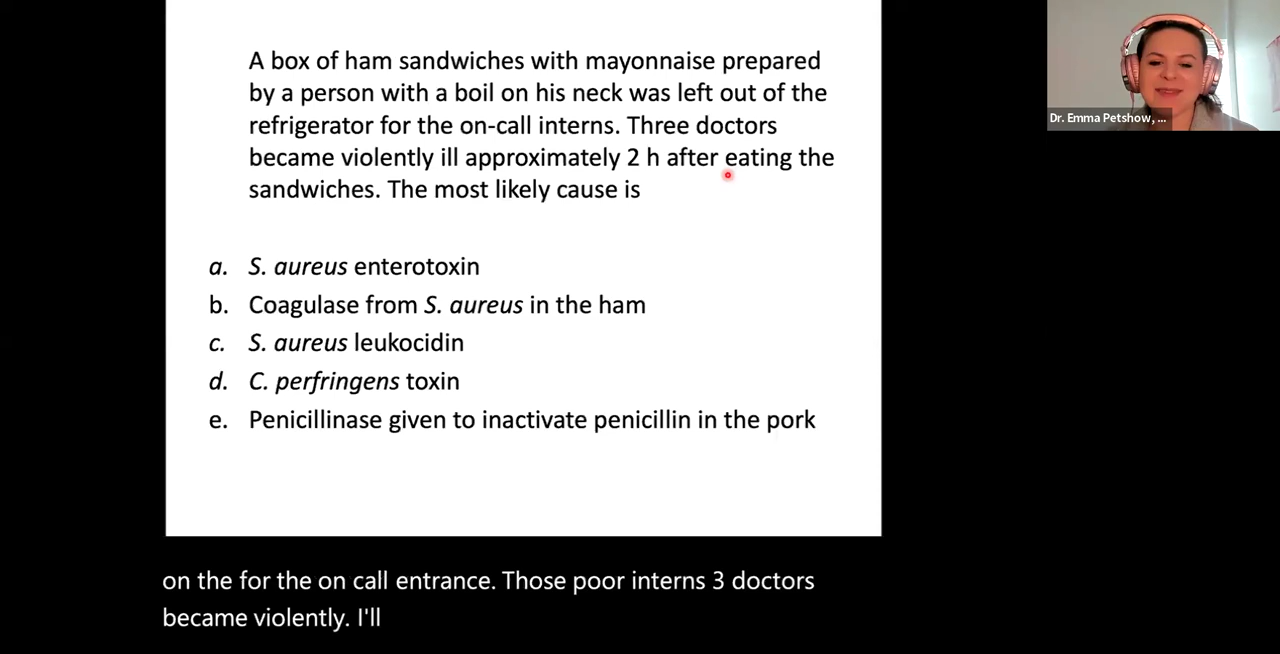 A box of ham sandwiches with mayonnaise prepared
by a person with a boil on his neck was left out of the
refrigerator for the on-call interns. Three doctors
became violently ill approximately 2 h after eating the
sandwiches. The most likely cause is
a. S. aureus enterotoxin
b. Coagulase from S. aureus in the ham
c. S. aureus leukocidin
d. C. perfringens toxin
e. Penicillinase given to inactivate penicillin in the pork
Dr. Emma Petshow, ...
on the for the on call entrance. Those poor interns 3 doctors
became violently. I'll